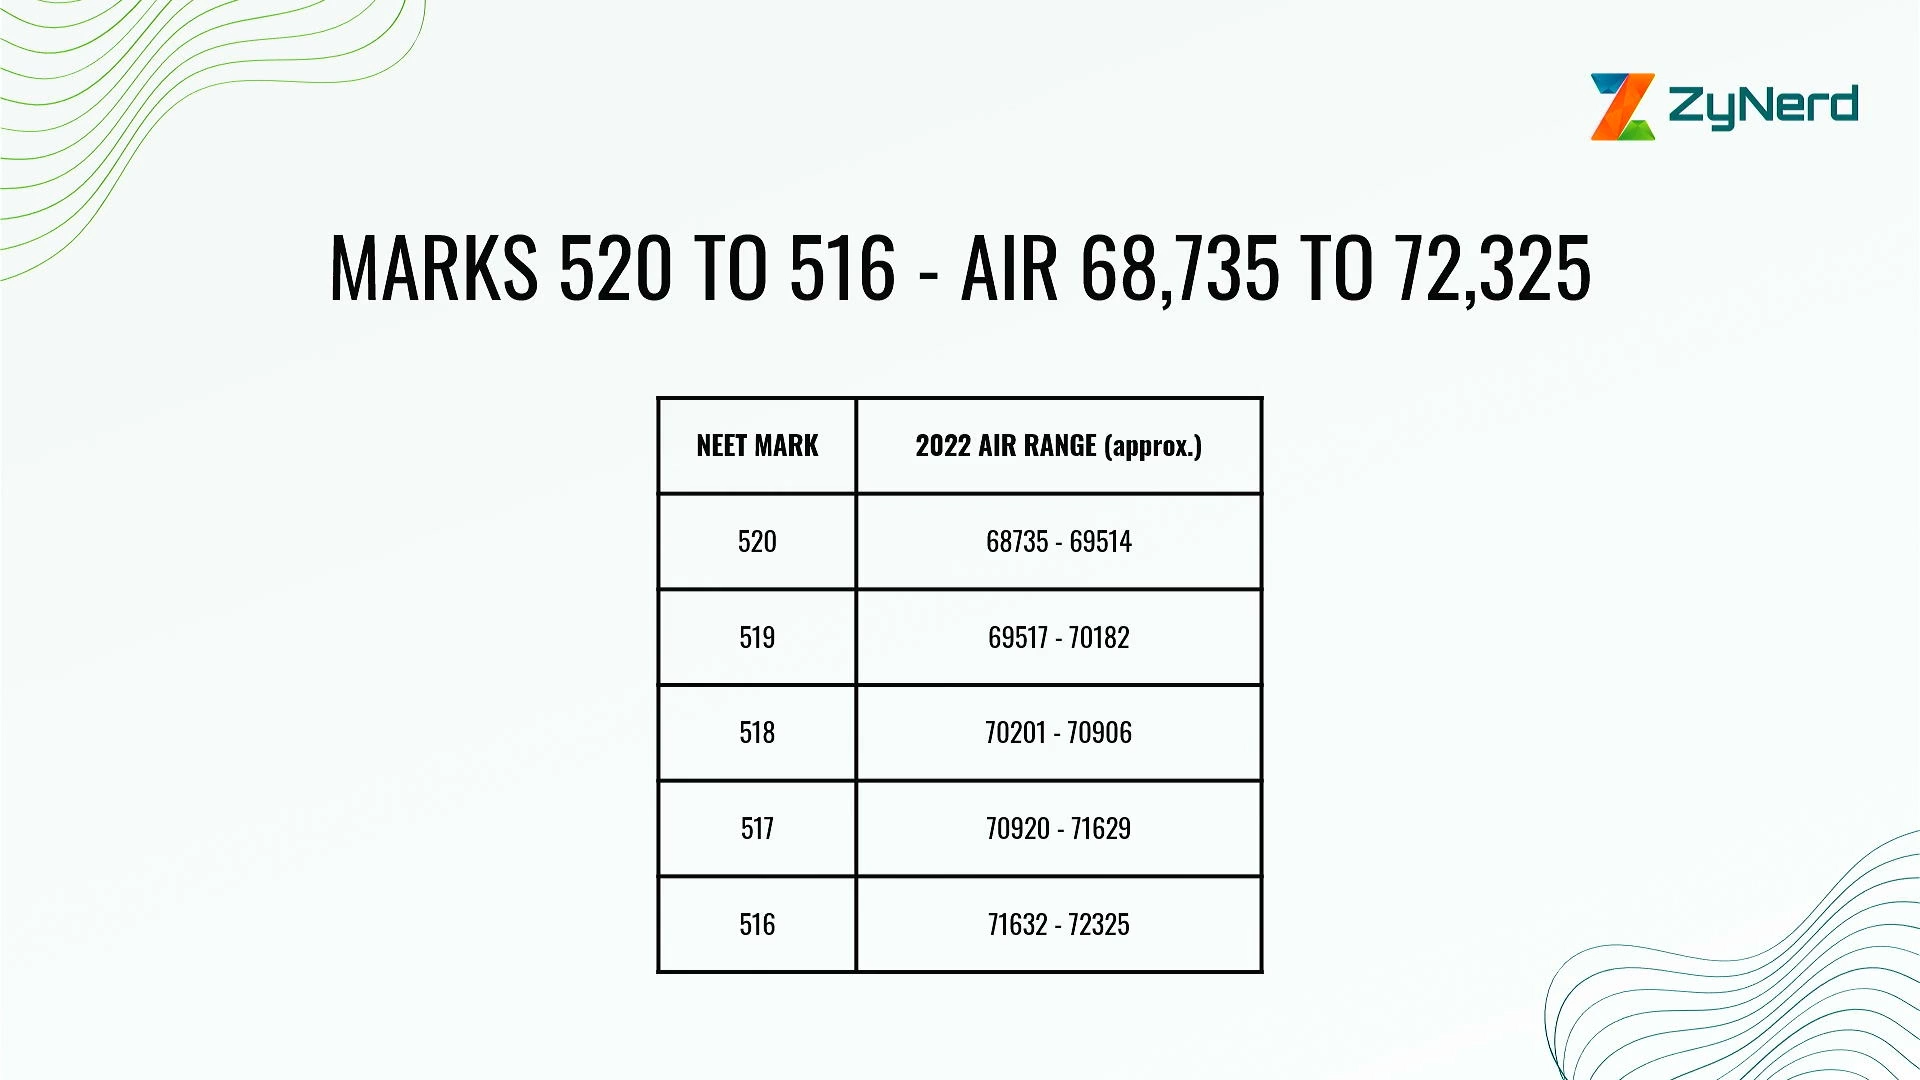 ZyNerd
MARKS 520 TO 516 - AIR 68,735 TO 72,325
NEET MARK 2022 AIR RANGE (approx.)
520 68735 - 69514
519 69517 - 70182
518 70201 - 70906
517 70920 - 71629
516 71632 - 72325